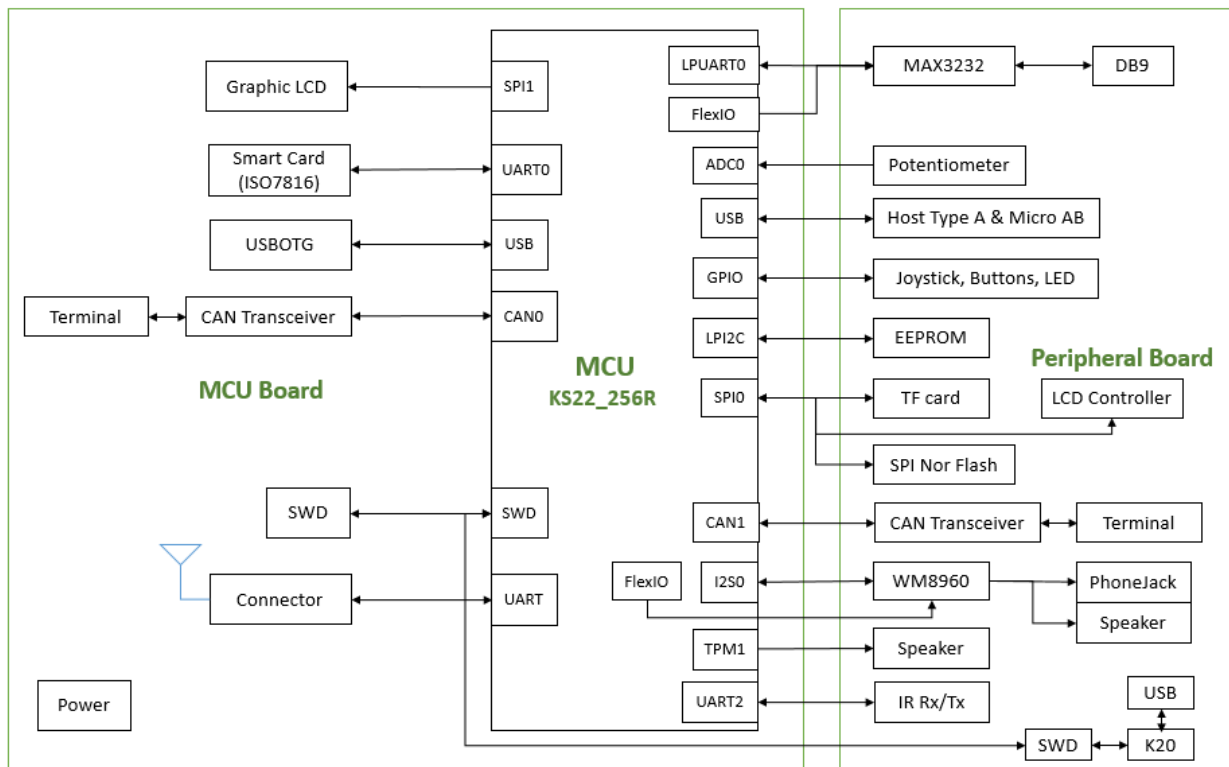 LPUART0
MAX3232
DB9
Graphic LCD
SPI1
FlexIO
Smart Card
(ISO7816)
UART0
ADC0
Potentiometer
USBOTG
USB
USB
Host Type A & Micro AB
GPIO
Joystick, Buttons, LED
Terminal
CAN Transceiver
CAN0
LPI2C
EEPROM
MCU Board
MCU
KS22_256R
Peripheral Board
SPI0
TF card
LCD Controller
SPI Nor Flash
SWD
SWD
CAN1
CAN Transceiver
Terminal
Connector
UART
FlexIO
I2S0
WM8960
PhoneJack
Speaker
TPM1
Speaker
Power
UART2
IR Rx/Tx
USB
SWD
K20